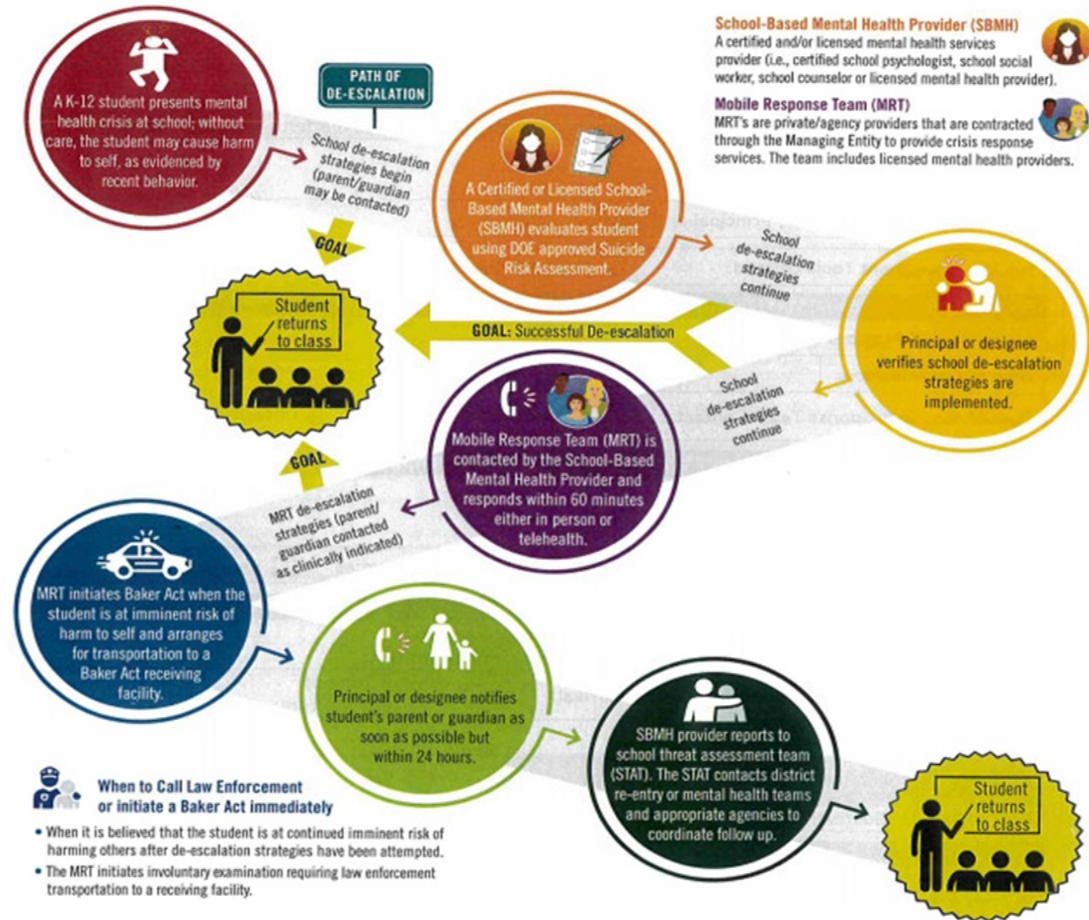 School-Based Mental Health Provider (SBMH)
A certified and/or licensed mental health services
provider (i.e., certified school psychologist, school social
worker, school counselor or licensed mental health provider).
Mobile Response Team (MRT)
MRT's are private/agency providers that are contracted
through the Managing Entity to provide crisis response
services. The team includes licensed mental health providers.
A K-12 student presents mental
health crisis at school; without
care, the student may cause harm
to self, as evidenced by
recent behavior.
PATH OF
DE-ESCALATION
School de-escalation
strategies begin
(parent/guardian
may be contacted)
GOAL
Student
returns
to class
A Certified or Licensed School-
Based Mental Health Provider
(SBMH) evaluates student
using DOE approved Suicide
Risk Assessment.
School
de-escalation
strategies
continue
Principal or designee
verifies school de-escalation
strategies are
implemented.
GOAL: Successful De-escalation
School
de-escalation
strategies
continue
Mobile Response Team (MRT) is
contacted by the School-Based
Mental Health Provider and
responds within 60 minutes
either in person or
telehealth.
GOAL
MRT de-escalation
strategies (parent/
guardian contacted
as clinically indicated)
MRT initiates Baker Act when the
student is at imminent risk of
harm to self and arranges
for transportation to a
Baker Act receiving
facility.
Principal or designee notifies
student's parent or guardian as
soon as possible but
within 24 hours.
SBMH provider reports to
school threat assessment team
(STAT). The STAT contacts district
re-entry or mental health teams
and appropriate agencies to
coordinate follow up.
Student
returns
to class
When to Call Law Enforcement
or initiate a Baker Act immediately
• When it is believed that the student is at continued imminent risk of
harming others after de-escalation strategies have been attempted.
• The MRT initiates involuntary examination requiring law enforcement
transportation to a receiving facility.